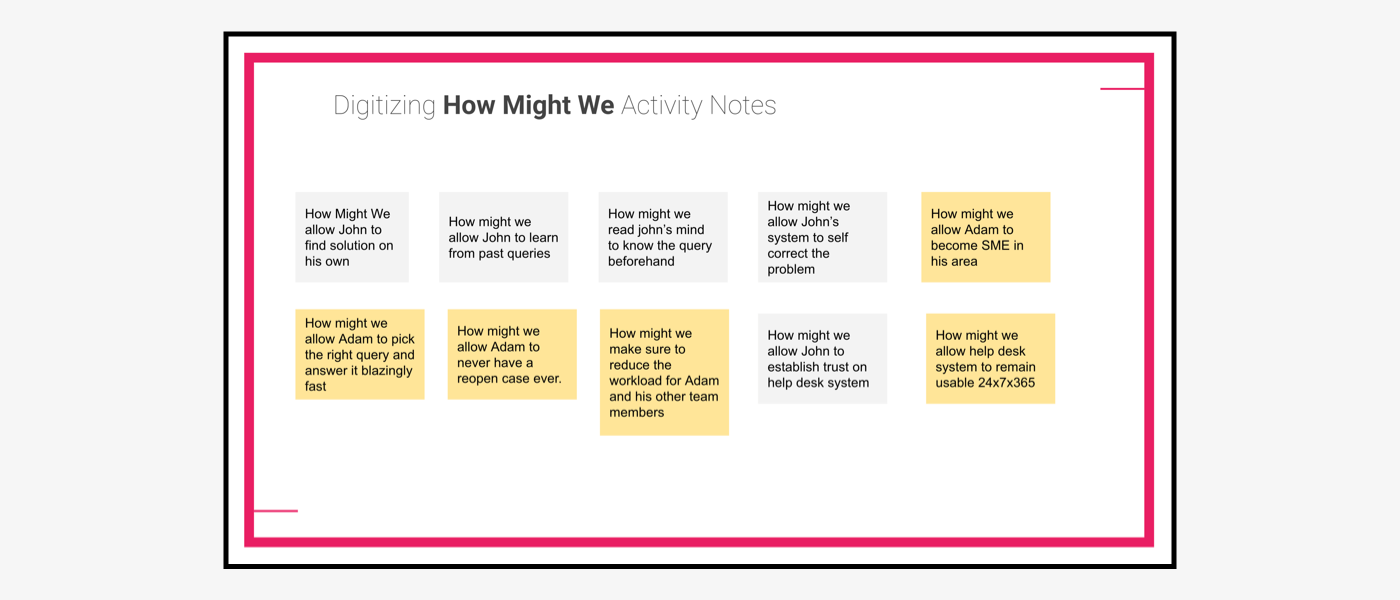 Digitizing How Might We Activity Notes
How Might We
allow John to
find solution on
his own
How might we
allow John to learn
from past queries
How might we
read john’s mind
to know the query
beforehand
How might we
allow John’s
system to self
correct the
problem
How might we
allow Adam to
become SME in
his area
How might we
allow Adam to pick
the right query and
answer it blazingly
fast
How might we
allow Adam to
never have a
reopen case ever.
How might we
make sure to
reduce the
workload for Adam
and his other team
members
How might we
allow John to
establish trust on
help desk system
How might we
allow help desk
system to remain
usable 24x7x365